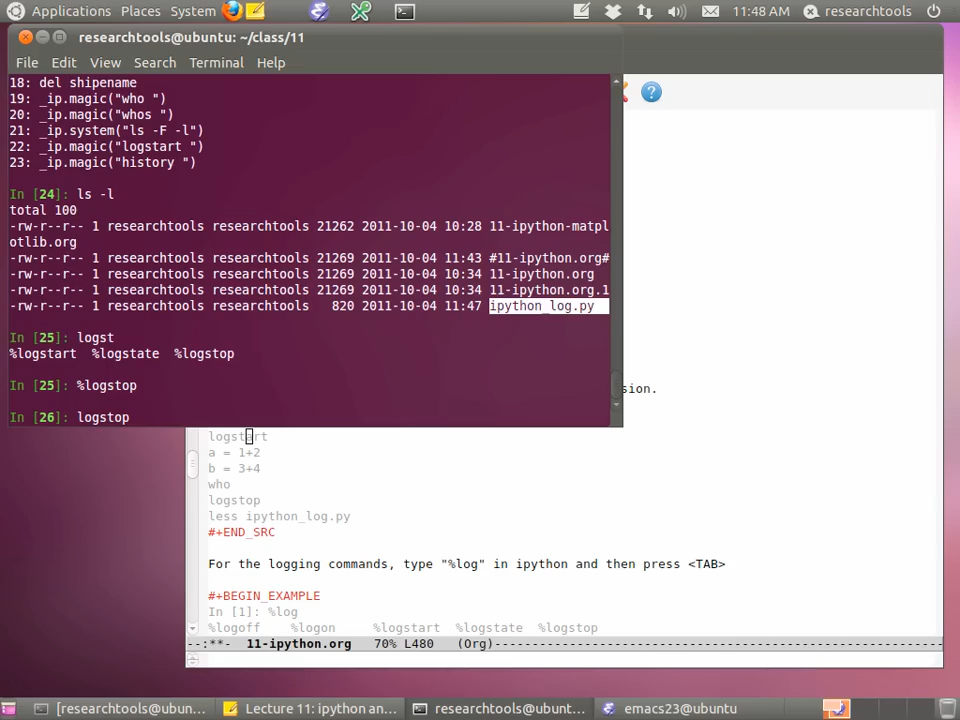 Applications Places System
11:48 AM researchtools
researchtools@ubuntu: ~/class/11
File Edit View Search Terminal Help
18: del shipename
19: _ip.magic("who ")
20: _ip.magic("whos ")
21: _ip.system("ls -F -l")
22: _ip.magic("logstart ")
23: _ip.magic("history ")
In [24]: ls -l
total 100
-rw-r--r-- 1 researchtools researchtools 21262 2011-10-04 10:28 11-ipython-matpl
otlib.org
-rw-r--r-- 1 researchtools researchtools 21269 2011-10-04 11:43 #11-ipython.org#
-rw-r--r-- 1 researchtools researchtools 21269 2011-10-04 10:34 11-ipython.org
-rw-r--r-- 1 researchtools researchtools 21269 2011-10-04 10:34 11-ipython.org.1
-rw-r--r-- 1 researchtools researchtools 820 2011-10-04 11:47 ipython_log.py
In [25]: logst
%logstart %logstate %logstop
In [25]: %logstop
sion.
In [26]: logstop
logstart
a = 1+2
b = 3+4
who
logstop
less ipython_log.py
#+END_SRC
For the logging commands, type "%log" in ipython and then press <TAB>
#+BEGIN_EXAMPLE
In [1]: %log
%logoff %logon %logstart %logstate %logstop
--:**- 11-ipython.org 70% L480 (Org)--------------------------------------------------
[researchtools@ubun... Lecture 11: ipython an... researchtools@ubunt... emacs23@ubuntu